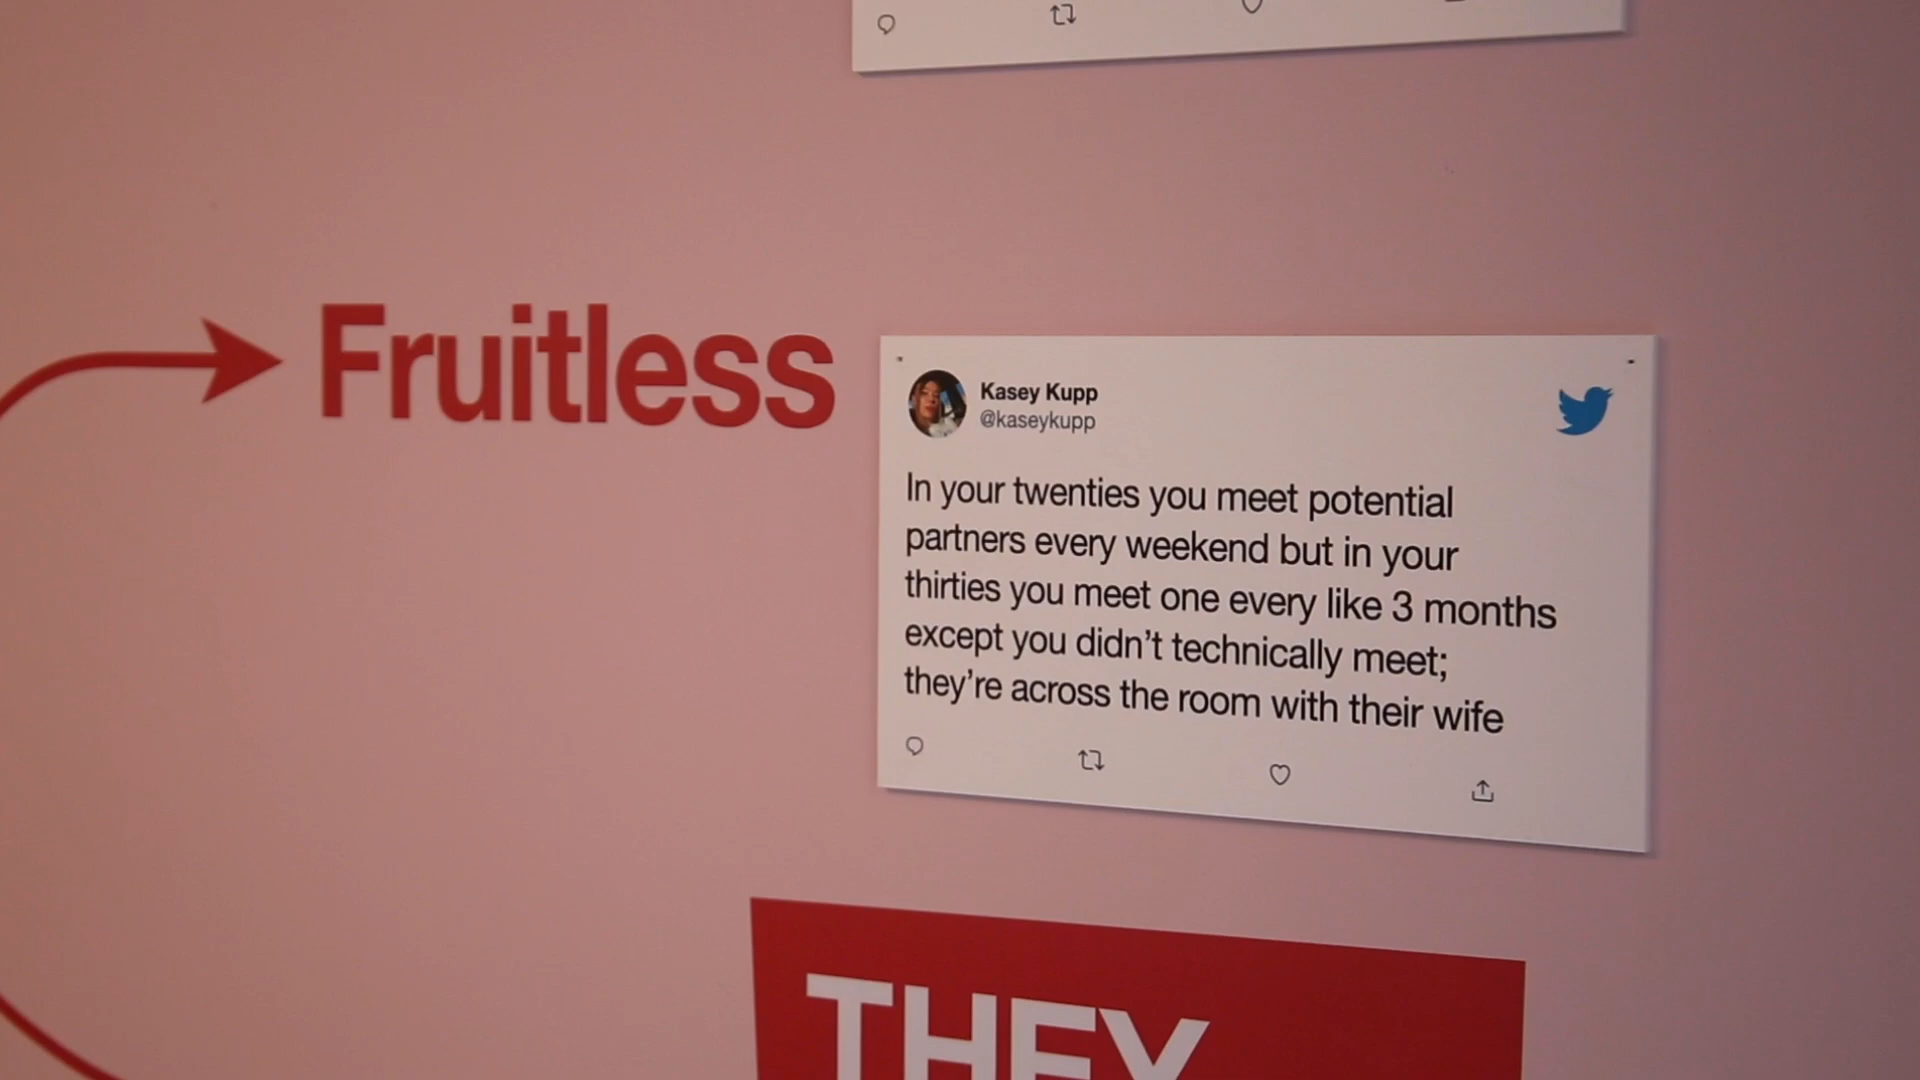 Fruitless
Kasey Kupp
@kaseykupp
In your twenties you meet potential
partners every weekend but in your
thirties you meet one every like 3 months
except you didn't technically meet;
they're across the room with their wife
THEY